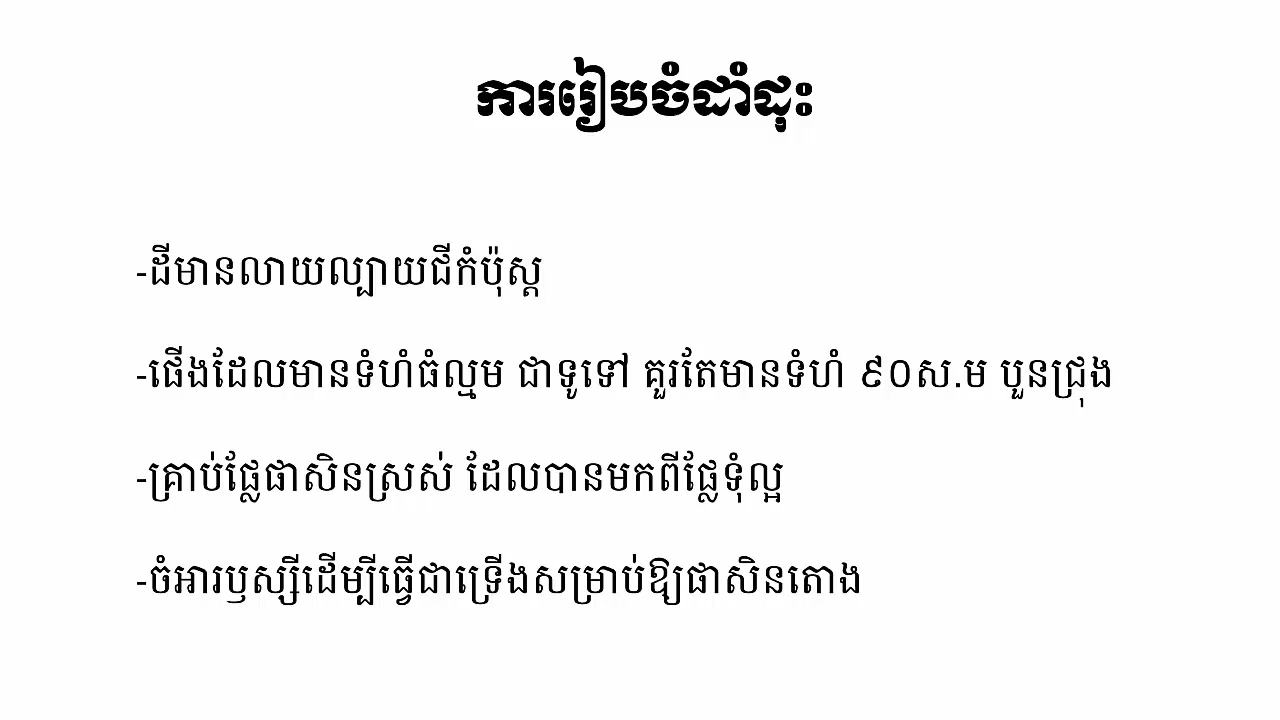 ការរៀបចំដាំដុះ
-ដីមានលាយល្បាយជីកំប៉ុស្ត
-ផើងដែលមានទំហំធំល្មម ជាទូទៅ គួរតែមានទំហំ ៩០ស.ម បួនជ្រុង
-គ្រាប់ផ្លែផាសិនស្រស់ ដែលបានមកពីផ្លែទុំល្អ
-ចំអារឫស្សីដើម្បីធ្វើជាទ្រើងសម្រាប់ឱ្យផាសិនតោង